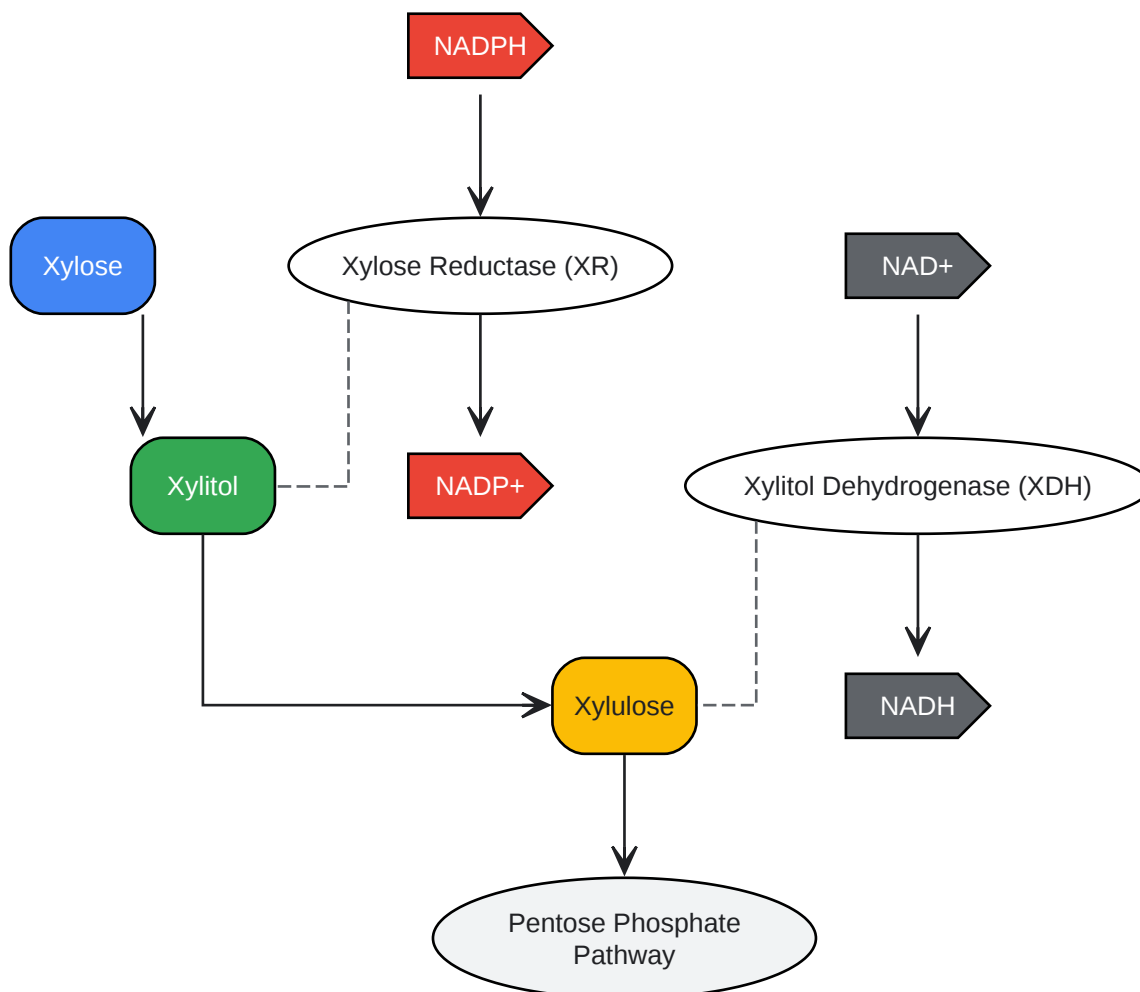 NADPH
Xylose
Xylose Reductase (XR)
NAD+
Xylitol
NADP+
Xylitol Dehydrogenase (XDH)
Xylulose
NADH
Pentose Phosphate
Pathway